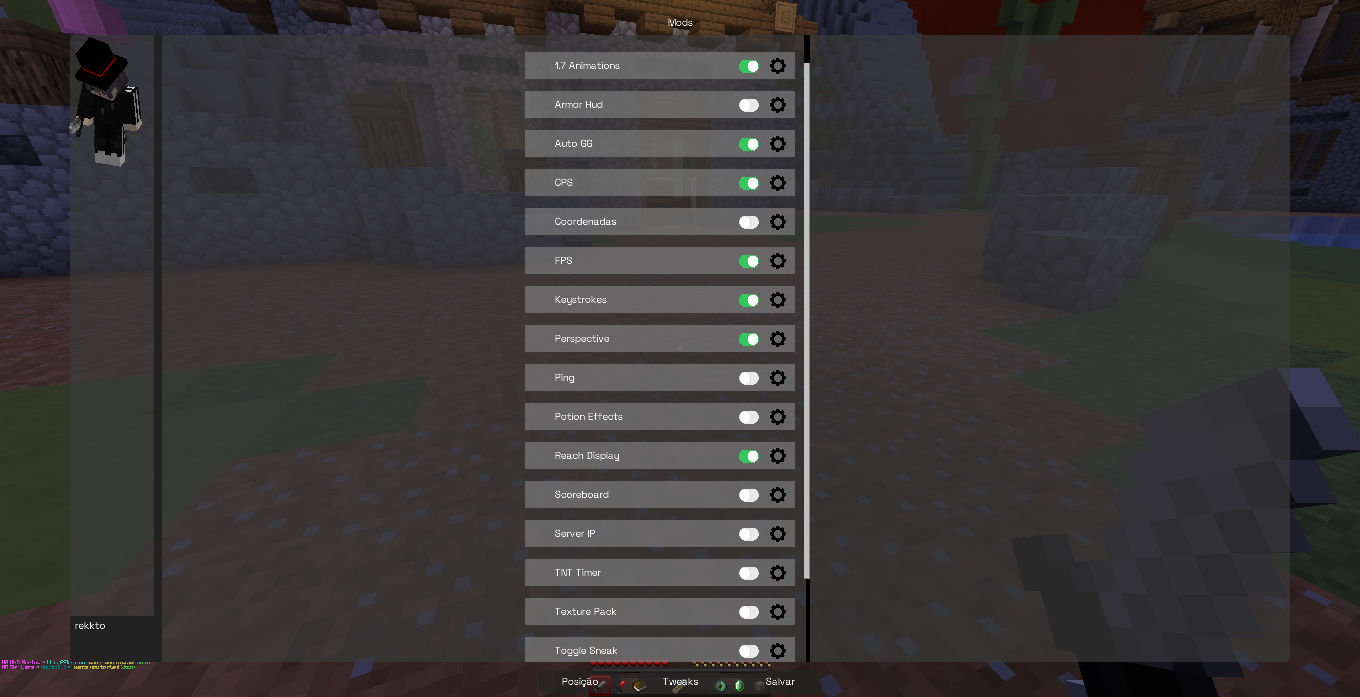 Mods
1.7 Animations
Armor Hud
Auto GG
CPS
Coordenadas
FPS
Keystrokes
Perspective
Ping
Potion Effects
Reach Display
Scoreboard
Server IP
TNT Timer
Texture Pack
Toggle Sneak
rekkto
Posição
Tweaks
Salvar